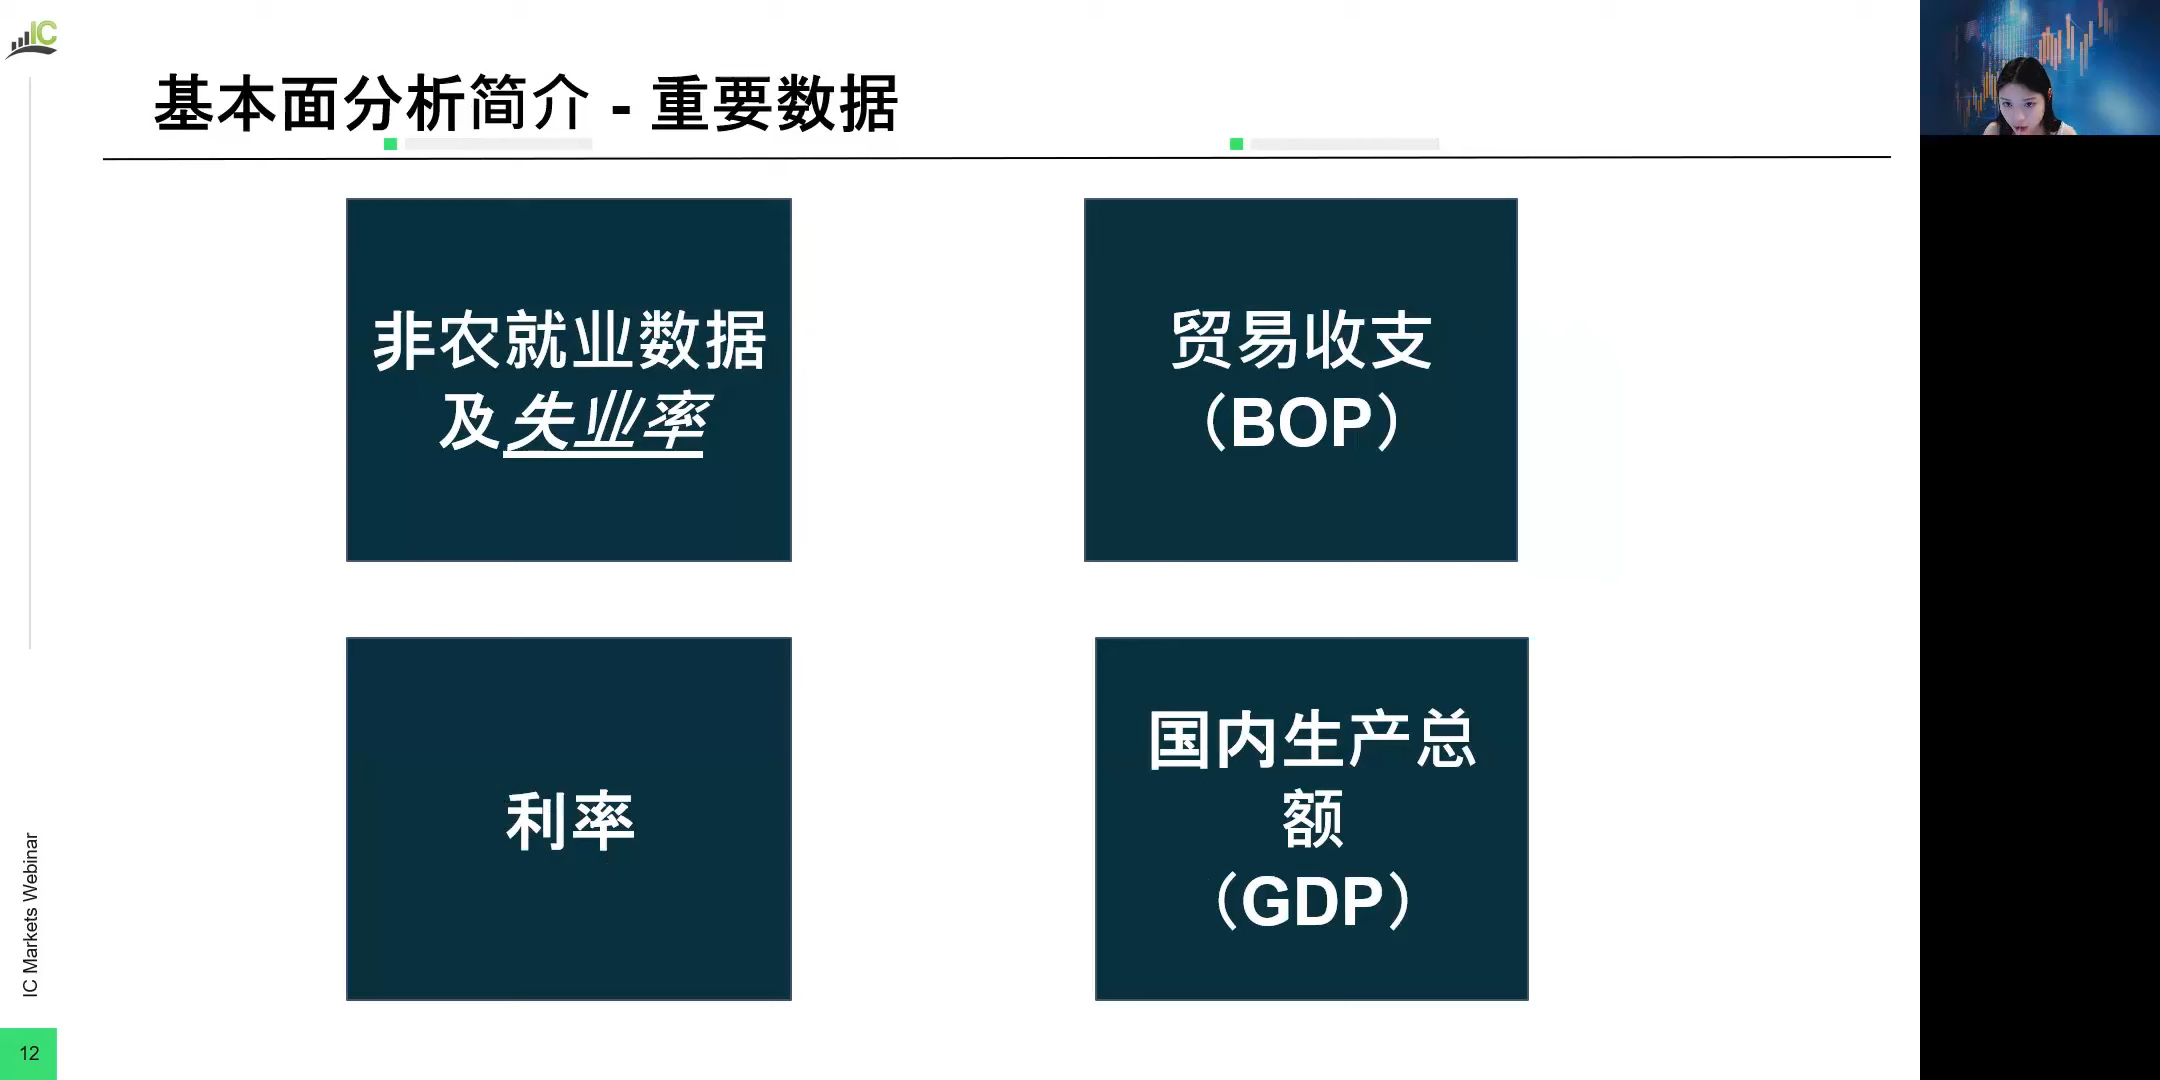 IC
基本面分析简介 - 重要数据
非农就业数据
及失业率
贸易收支
（BOP）
利率
国内生产总
额
（GDP）
IC Markets Webinar
12